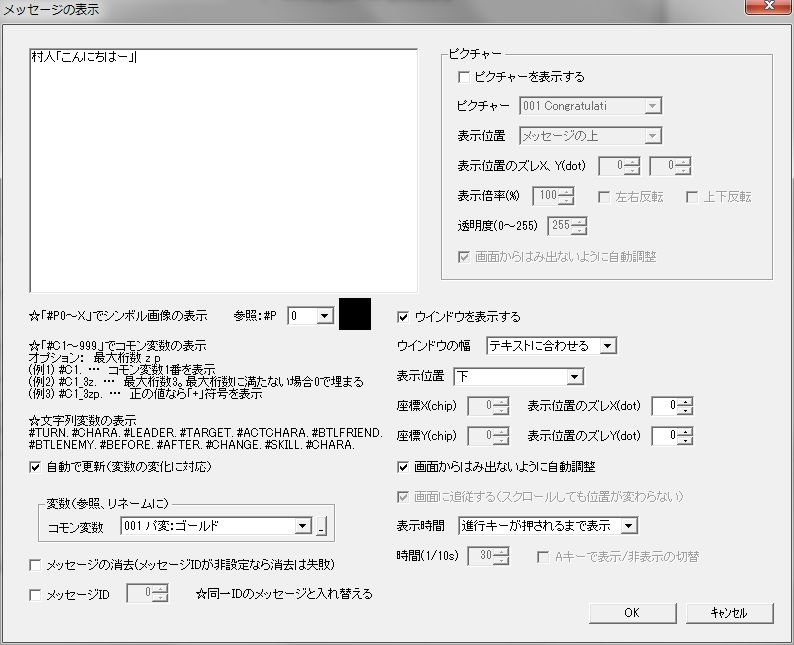 メッセージの表示
村人「こんにちはー」
ピクチャー
ピクチャーを表示する
ピクチャー 001 Congratulati
表示位置 メッセージの上
表示位置のズレX、Y(dot) 0 0
表示倍率(%) 100 左右反転 上下反転
透明度(0～255) 255
画面からはみ出ないように自動調整
☆「#P0～X」でシンボル画像の表示 参照：#P 0
☆「#C1～999」でコモン変数の表示
オプション： 最大桁数 z p
(例1) #C1. … コモン変数1番を表示
(例2) #C1_3z. … 最大桁数3。最大桁数に満たない場合0で埋まる
(例3) #C1_3zp. … 正の値なら「+」符号を表示
☆文字列変数の表示
#TURN. #CHARA. #LEADER. #TARGET. #ACTCHARA. #BTLFRIEND.
#BTLENEMY. #BEFORE. #AFTER. #CHANGE. #SKILL. #CHARA.
自動で更新(変数の変化に対応)
変数(参照、リネームに)
コモン変数 001 バ変:ゴールド ...
メッセージの消去(メッセージIDが非設定なら消去は失敗)
メッセージID 0 ☆同一IDのメッセージと入れ替える
ウインドウを表示する
ウインドウの幅 テキストに合わせる
表示位置 下
座標X(chip) 0 表示位置のズレX(dot) 0
座標Y(chip) 0 表示位置のズレY(dot) 0
画面からはみ出ないように自動調整
画面に追従する(スクロールしても位置が変わらない)
表示時間 進行キーが押されるまで表示
時間(1/10s) 30 Aキーで表示/非表示の切替
OK キャンセル